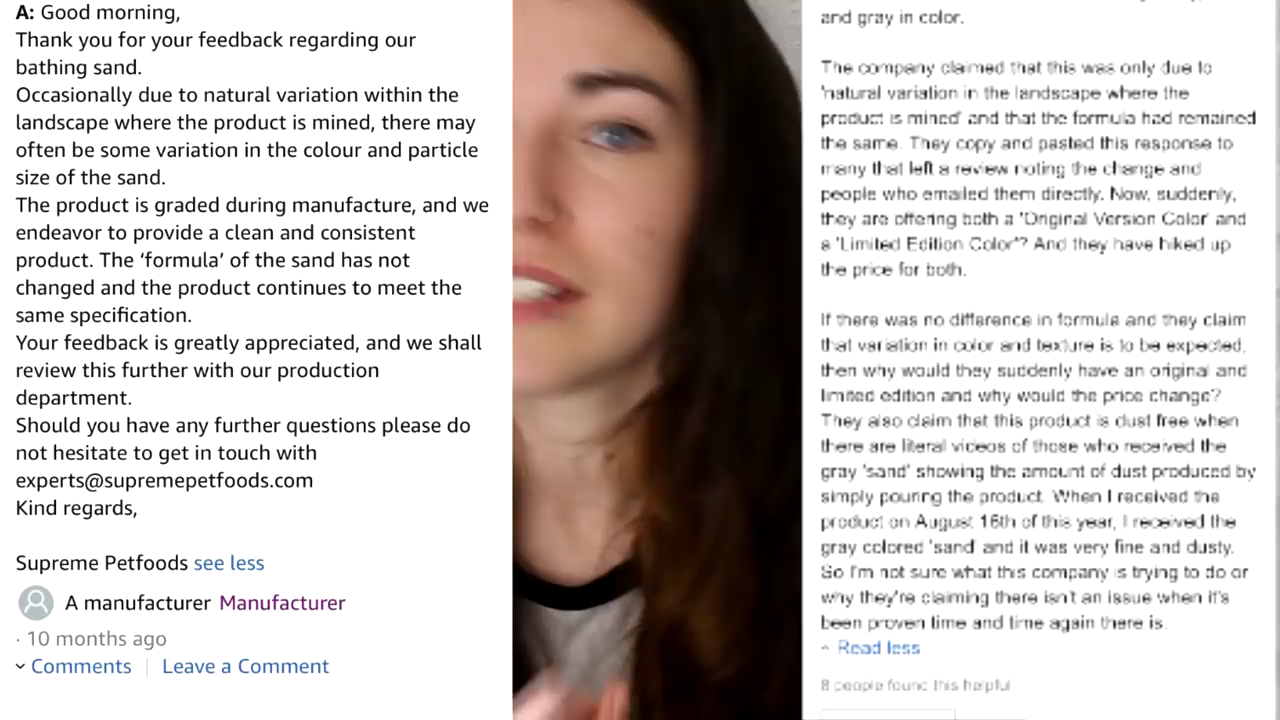 A: Good morning,
Thank you for your feedback regarding our
bathing sand.
Occasionally due to natural variation within the
landscape where the product is mined, there may
often be some variation in the colour and particle
size of the sand.
The product is graded during manufacture, and we
endeavor to provide a clean and consistent
product. The ‘formula’ of the sand has not
changed and the product continues to meet the
same specification.
Your feedback is greatly appreciated, and we shall
review this further with our production
department.
Should you have any further questions please do
not hesitate to get in touch with
experts@supremepetfoods.com
Kind regards,
Supreme Petfoods see less
A manufacturer Manufacturer
· 10 months ago
Comments | Leave a Comment
and gray in color.
The company claimed that this was only due to
'natural variation in the landscape where the
product is mined' and that the formula had remained
the same. They copy and pasted this response to
many that left a review noting the change and
people who emailed them directly. Now, suddenly,
they are offering both a 'Original Version Color' and
a 'Limited Edition Color'? And they have hiked up
the price for both.
If there was no difference in formula and they claim
that variation in color and texture is to be expected,
then why would they suddenly have an original and
limited edition and why would the price change?
They also claim that this product is dust free when
there are literal videos of those who received the
gray 'sand' showing the amount of dust produced by
simply pouring the product. When I received the
product on August 16th of this year, I received the
gray colored 'sand' and it was very fine and dusty.
So I'm not sure what this company is trying to do or
why they're claiming there isn't an issue when it's
been proven time and time again there is.
Read less
8 people found this helpful